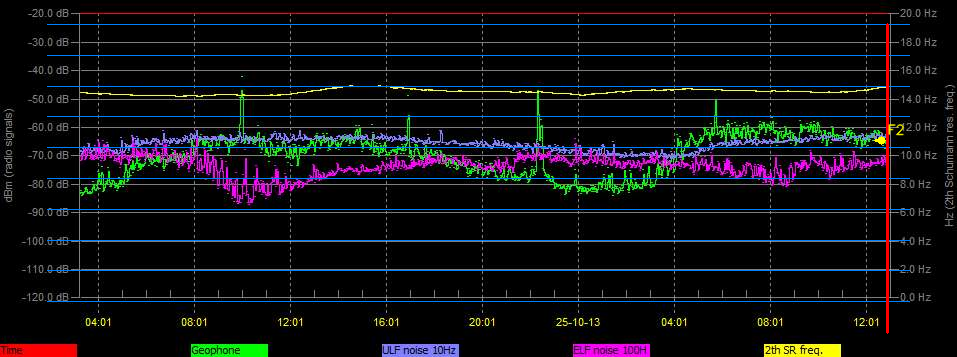 -20.0 dB
-30.0 dB
-40.0 dB
-50.0 dB
-60.0 dB
-70.0 dB
-80.0 dB
-90.0 dB
-100.0 dB
-110.0 dB
-120.0 dB
dbm (radio signals)
20.0 Hz
18.0 Hz
16.0 Hz
14.0 Hz
2.0 Hz
F2
10.0 Hz
8.0 Hz
6.0 Hz
4.0 Hz
2.0 Hz
0.0 Hz
Hz (2th Schumann res. freq.)
04:01 08:01 12:01 16:01 20:01 25-10-13 04:01 08:01 12:01
Time Geophone ULF noise 10Hz ELF noise 100H 2th SR freq.